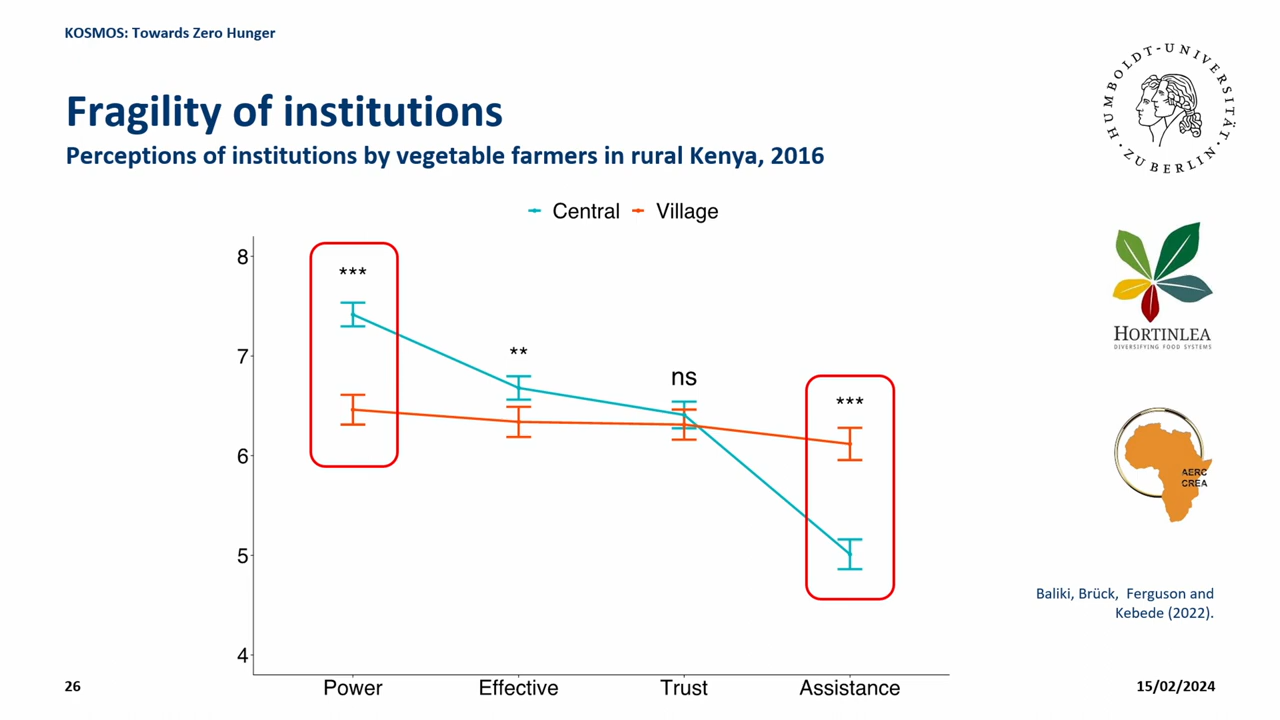 KOSMOS: Towards Zero Hunger
Fragility of institutions
Perceptions of institutions by vegetable farmers in rural Kenya, 2016
HUMBOLDT-UNIVERSITÄT
· ZU BERLIN ·
Central Village
8
***
7
**
ns
***
6
5
4
Power Effective Trust Assistance
HORTINLEA
DIVERSIFYING FOOD SYSTEMS
AERC
CREA
Baliki, Brück, Ferguson and
Kebede (2022).
26
15/02/2024